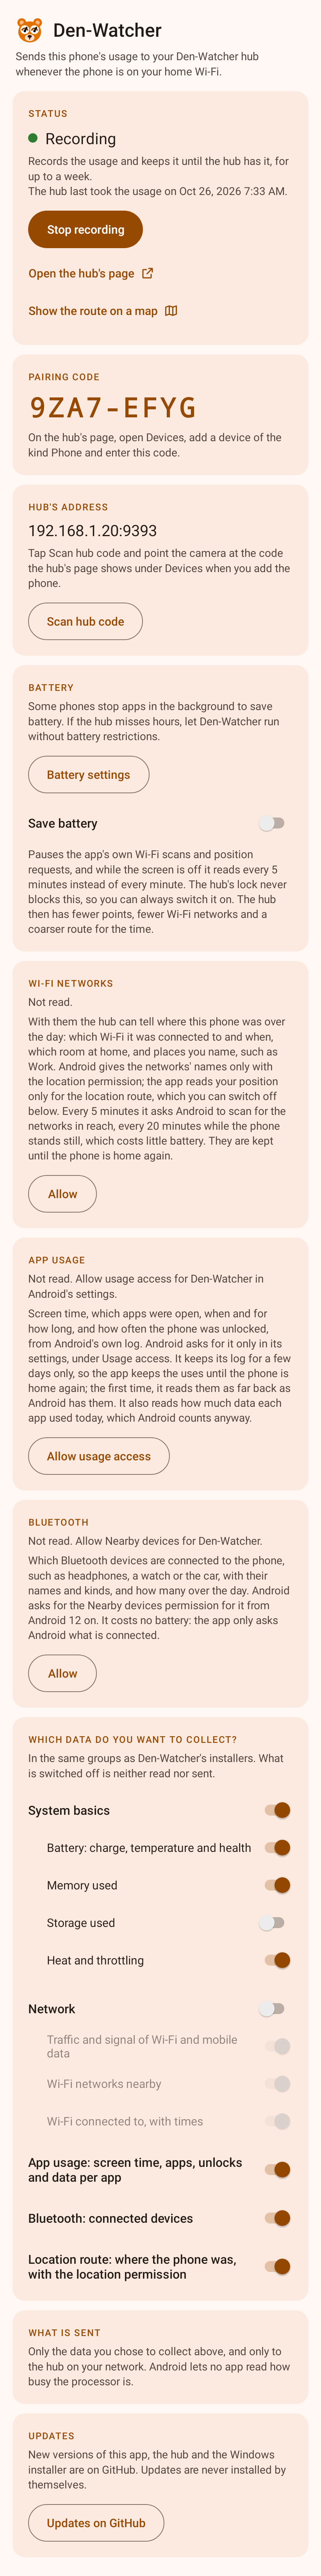 Den-Watcher
Sends this phone's usage to your Den-Watcher hub
whenever the phone is on your home Wi-Fi.
STATUS
Recording
Records the usage and keeps it until the hub has it, for
up to a week.
The hub last took the usage on Oct 26, 2026 7:33 AM.
Stop recording
Open the hub's page
Show the route on a map
PAIRING CODE
9ZA7-EFYG
On the hub's page, open Devices, add a device of the
kind Phone and enter this code.
HUB'S ADDRESS
192.168.1.20:9393
Tap Scan hub code and point the camera at the code
the hub's page shows under Devices when you add the
phone.
Scan hub code
BATTERY
Some phones stop apps in the background to save
battery. If the hub misses hours, let Den-Watcher run
without battery restrictions.
Battery settings
Save battery
Pauses the app's own Wi-Fi scans and position
requests, and while the screen is off it reads every 5
minutes instead of every minute. The hub's lock never
blocks this, so you can always switch it on. The hub
then has fewer points, fewer Wi-Fi networks and a
coarser route for the time.
WI-FI NETWORKS
Not read.
With them the hub can tell where this phone was over
the day: which Wi-Fi it was connected to and when,
which room at home, and places you name, such as
Work. Android gives the networks' names only with
the location permission; the app reads your position
only for the location route, which you can switch off
below. Every 5 minutes it asks Android to scan for the
networks in reach, every 20 minutes while the phone
stands still, which costs little battery. They are kept
until the phone is home again.
Allow
APP USAGE
Not read. Allow usage access for Den-Watcher in
Android's settings.
Screen time, which apps were open, when and for
how long, and how often the phone was unlocked,
from Android's own log. Android asks for it only in its
settings, under Usage access. It keeps its log for a few
days only, so the app keeps the uses until the phone is
home again; the first time, it reads them as far back as
Android has them. It also reads how much data each
app used today, which Android counts anyway.
Allow usage access
BLUETOOTH
Not read. Allow Nearby devices for Den-Watcher.
Which Bluetooth devices are connected to the phone,
such as headphones, a watch or the car, with their
names and kinds, and how many over the day. Android
asks for the Nearby devices permission for it from
Android 12 on. It costs no battery: the app only asks
Android what is connected.
Allow
WHICH DATA DO YOU WANT TO COLLECT?
In the same groups as Den-Watcher's installers. What
is switched off is neither read nor sent.
System basics
Battery: charge, temperature and health
Memory used
Storage used
Heat and throttling
Network
Traffic and signal of Wi-Fi and mobile
data
Wi-Fi networks nearby
Wi-Fi connected to, with times
App usage: screen time, apps, unlocks
and data per app
Bluetooth: connected devices
Location route: where the phone was,
with the location permission
WHAT IS SENT
Only the data you chose to collect above, and only to
the hub on your network. Android lets no app read how
busy the processor is.
UPDATES
New versions of this app, the hub and the Windows
installer are on GitHub. Updates are never installed by
themselves.
Updates on GitHub